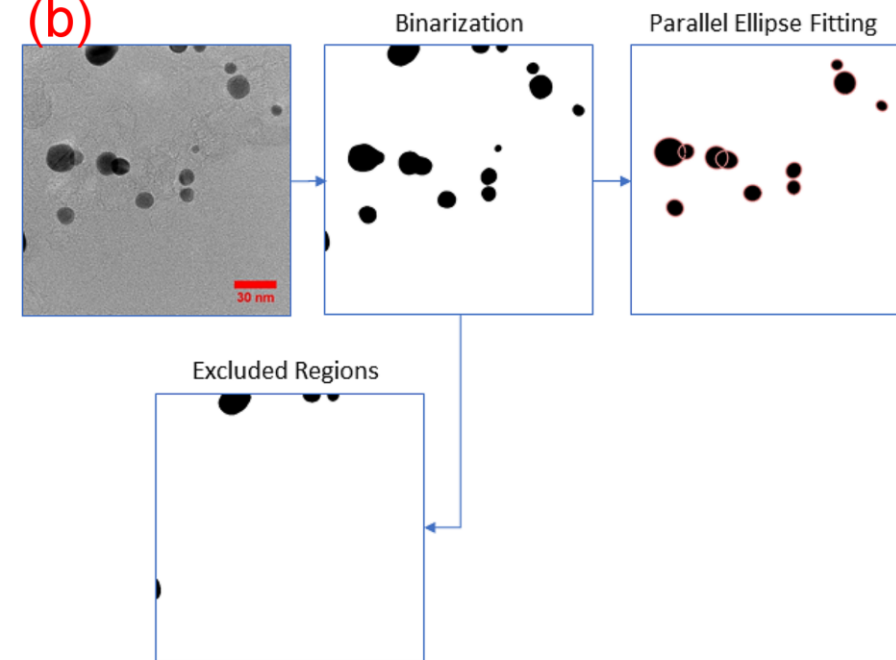 (b)
Binarization
Parallel Ellipse Fitting
30 nm
Excluded Regions